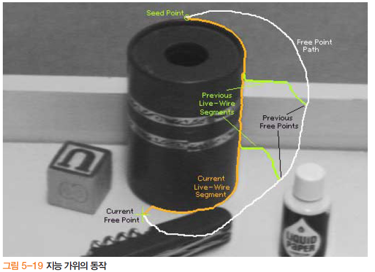 Seed Point
Free Point
Path
Previous
Live-Wire
Segments
Previous
Free Points
Current
Live-Wire
Segment
Current
Free Point
U
LIQUID
PAPER
그림 5-19 지능 가위의 동작